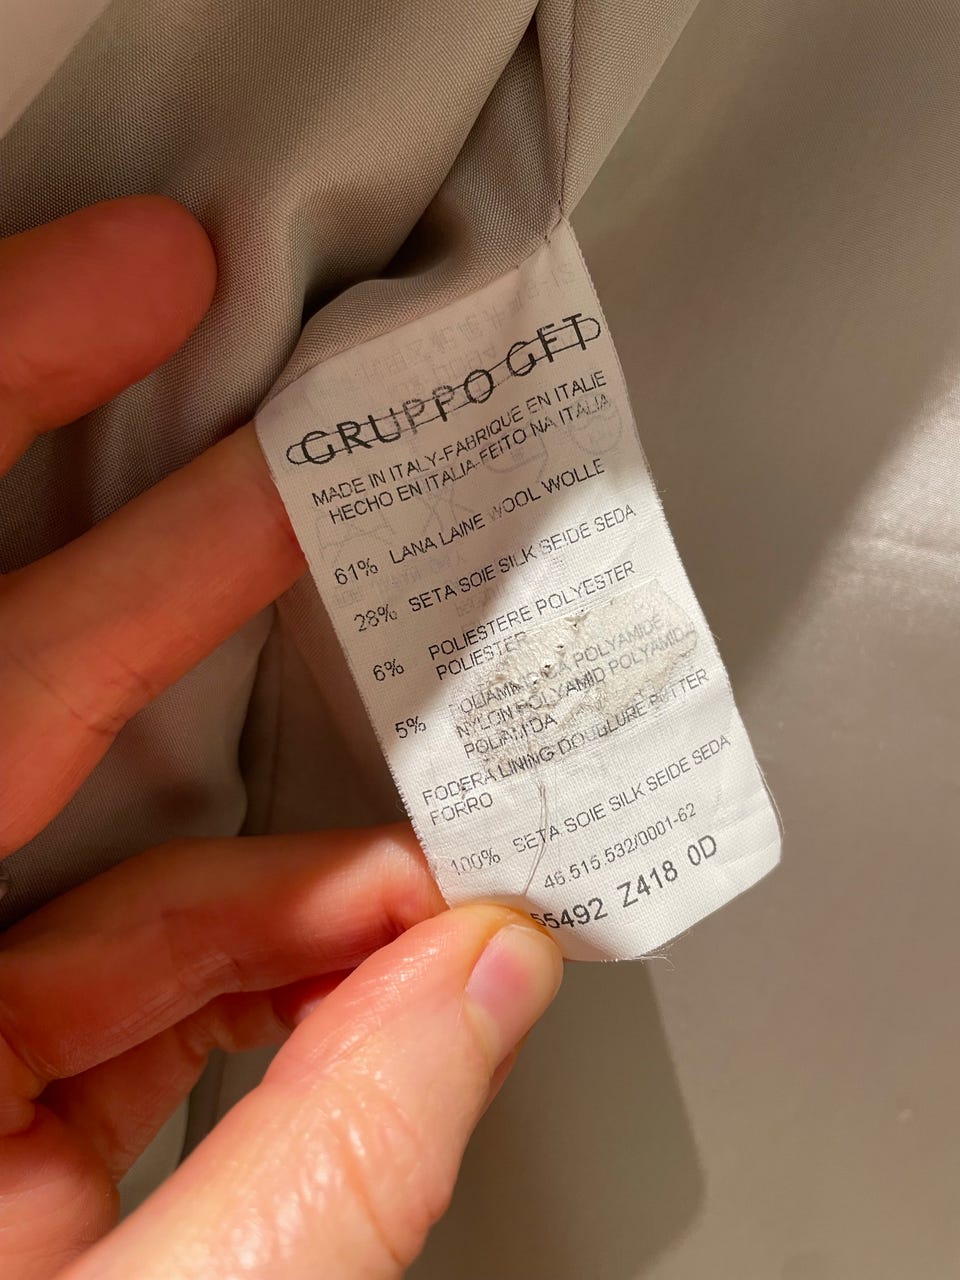 GRUPPO GFT
MADE IN ITALY-FABRIQUE EN ITALIE
HECHO EN ITALIA-FEITO NA ITALIA
61% LANA LAINE WOOL WOLLE
28% SETA SOIE SILK SEIDE SEDA
6% POLIESTERE POLYESTER
POLIESTER
5% POLIAMMIDICA POLYAMIDE
NYLON POLYAMID POLYAMIDA
POLIAMIDA
FODERA LINING DOUBLURE FUTTER
FORRO
100% SETA SOIE SILK SEIDE SEDA
46.515.532/0001-62
55492 Z418 0D